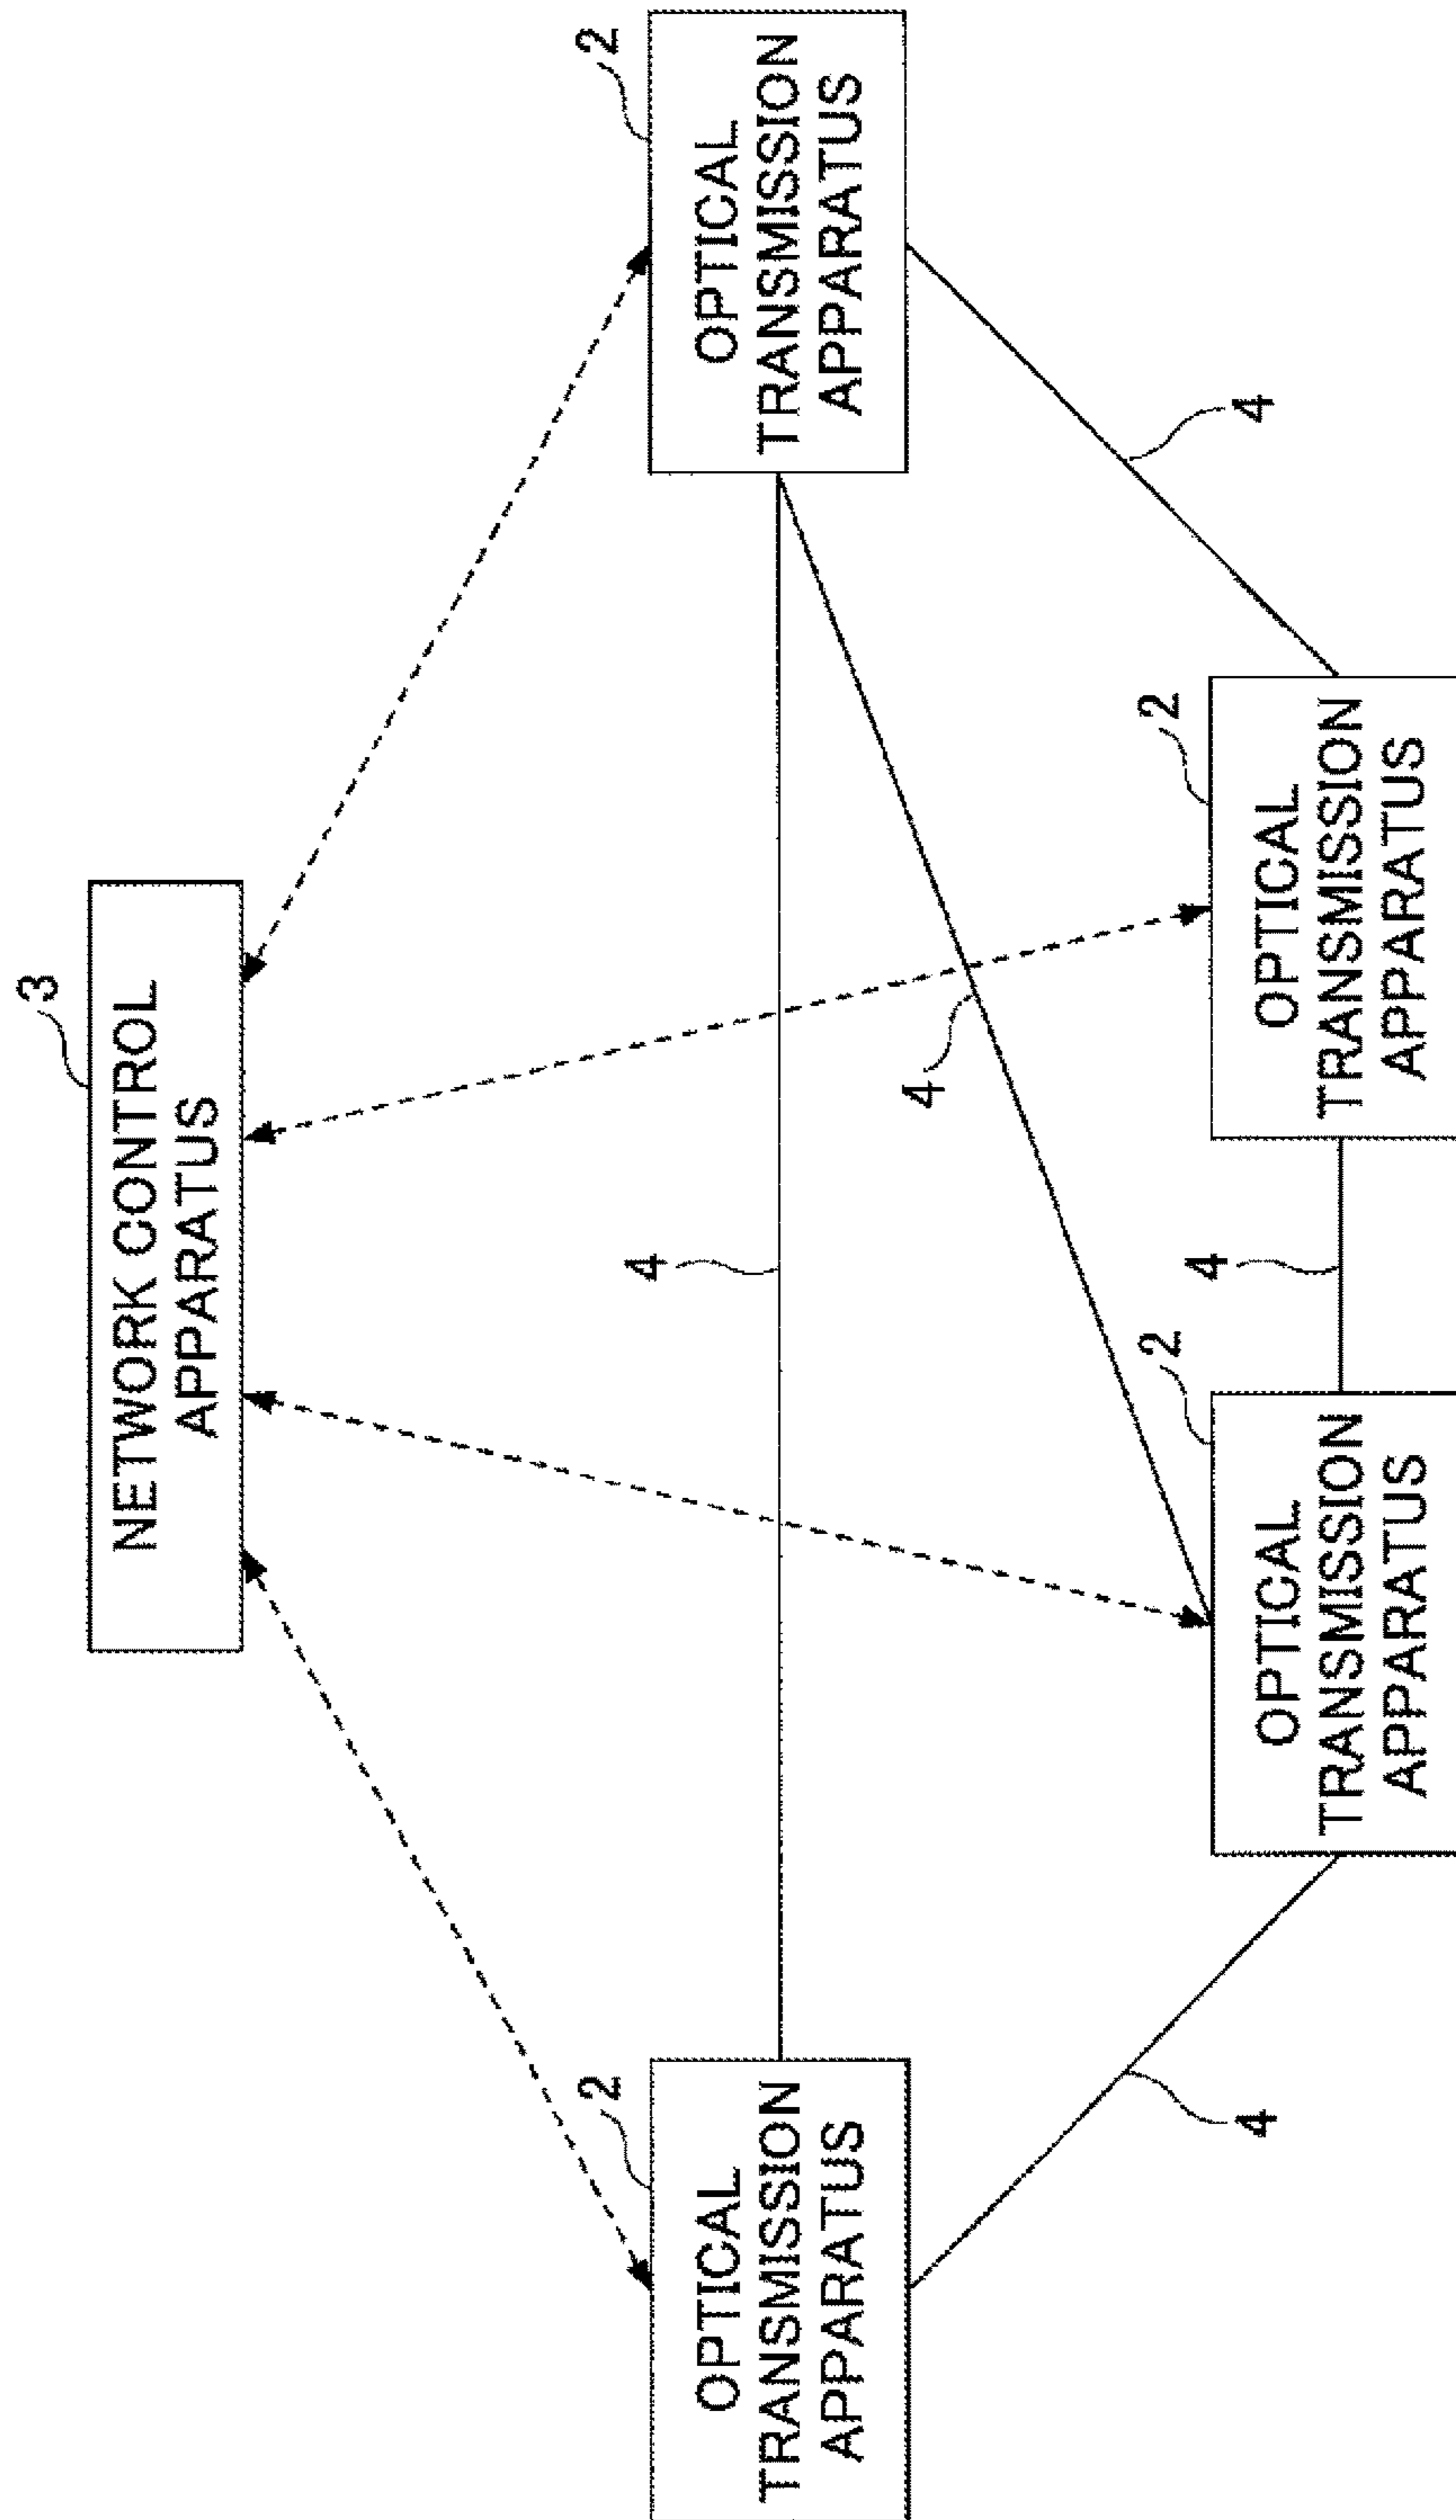 3
NETWORK CONTROL
APPARATUS
2
OPTICAL
TRANSMISSION
APPARATUS
4
2
OPTICAL
TRANSMISSION
APPARATUS
4
4
2
OPTICAL
TRANSMISSION
APPARATUS
4
2
OPTICAL
TRANSMISSION
APPARATUS
4